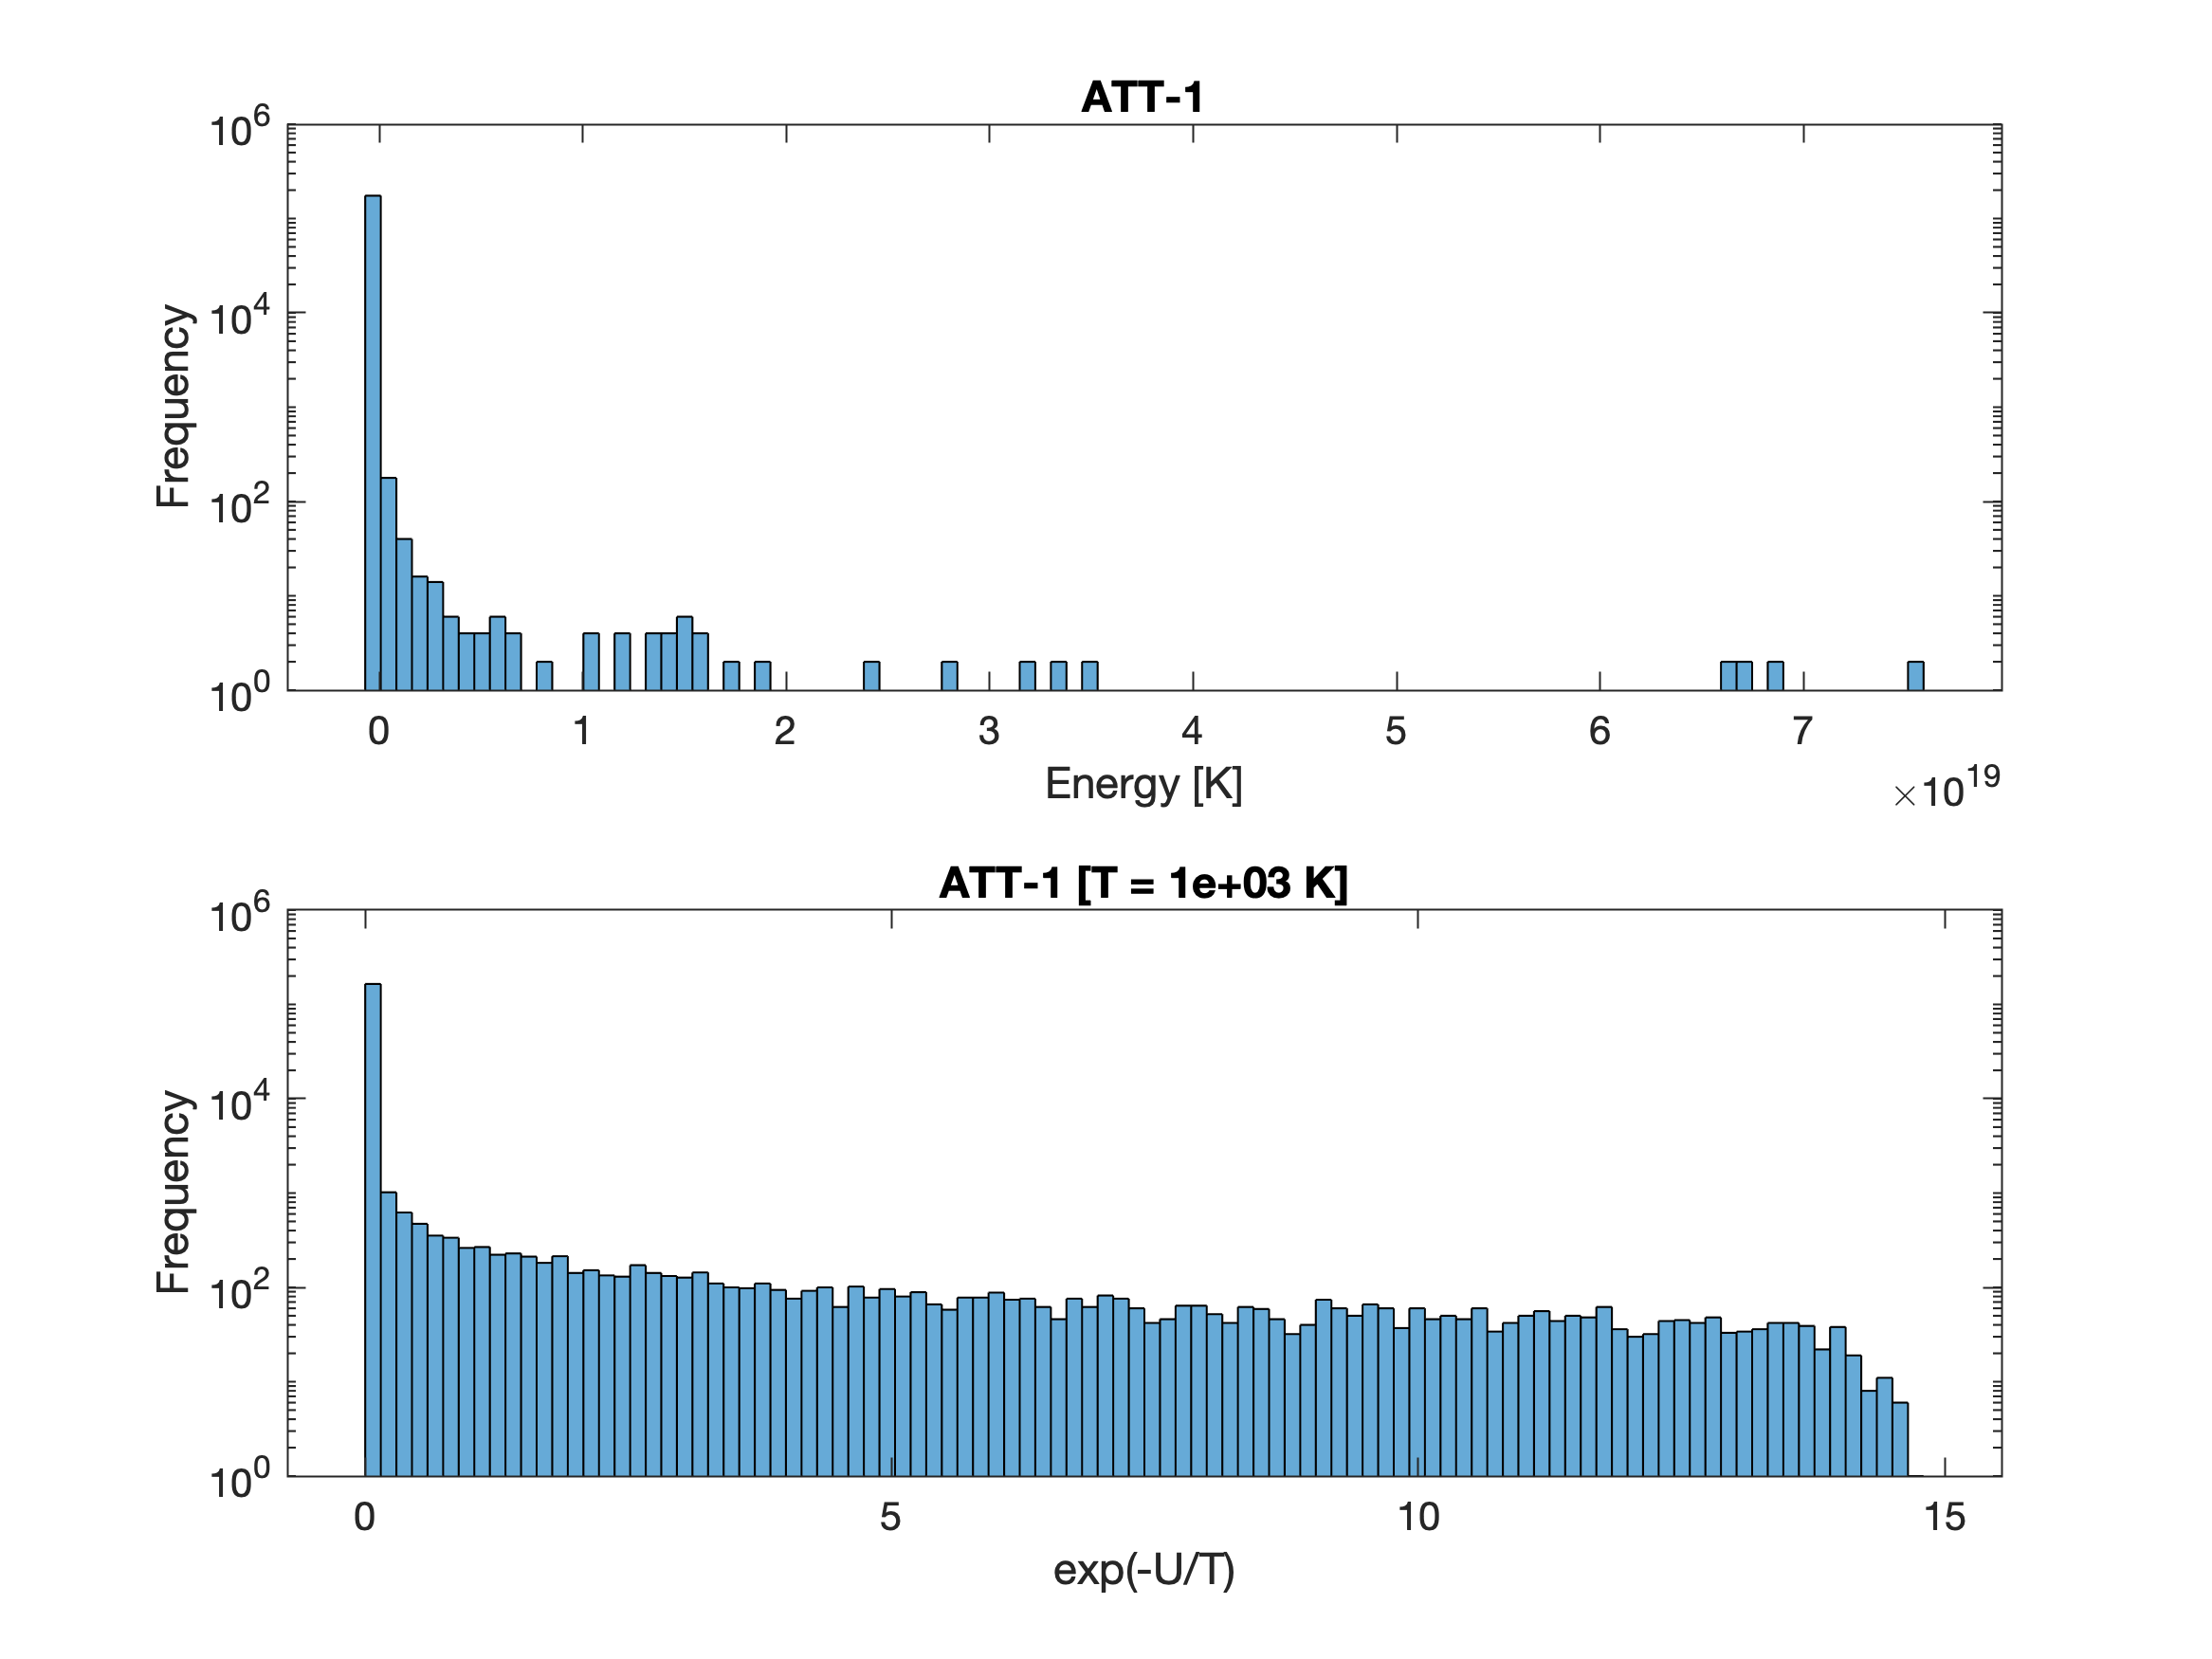 ATT-1
10^6
10^4
10^2
10^0
Frequency
0 1 2 3 4 5 6 7
Energy [K]
×10^19
ATT-1 [T = 1e+03 K]
10^6
10^4
10^2
10^0
Frequency
0 5 10 15
exp(-U/T)